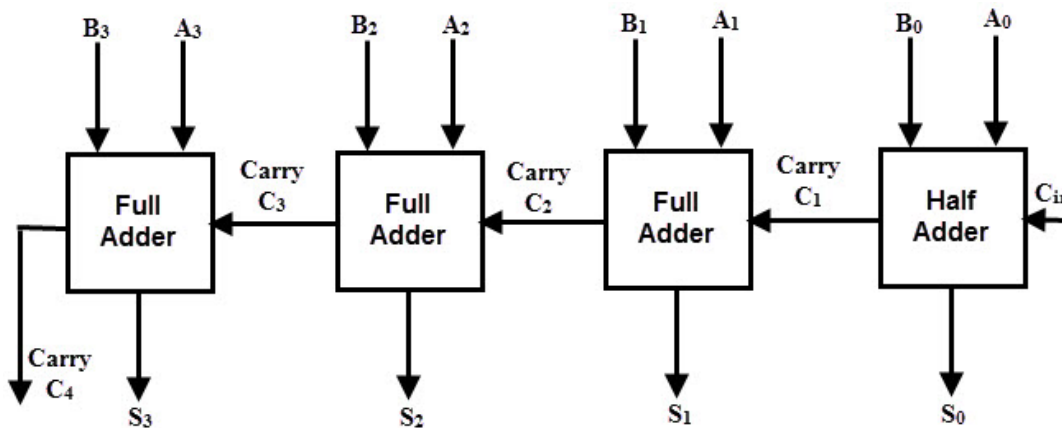 B3 A3 B2 A2 B1 A1 B0 A0
Full Adder
Carry C3
Full Adder
Carry C2
Full Adder
Carry C1
Half Adder
Carry C4
S3 S2 S1 S0